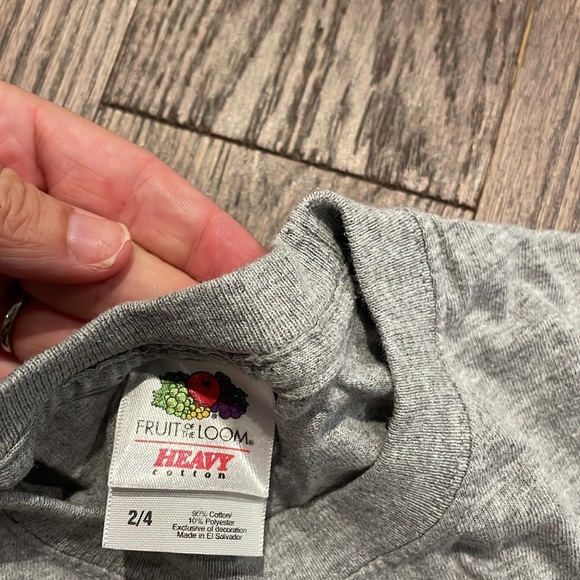 FRUIT OF THE LOOM®
HEAVY
cotton
2/4
90% Cotton/
10% Polyester
Exclusive of decoration
Made in El Salvador